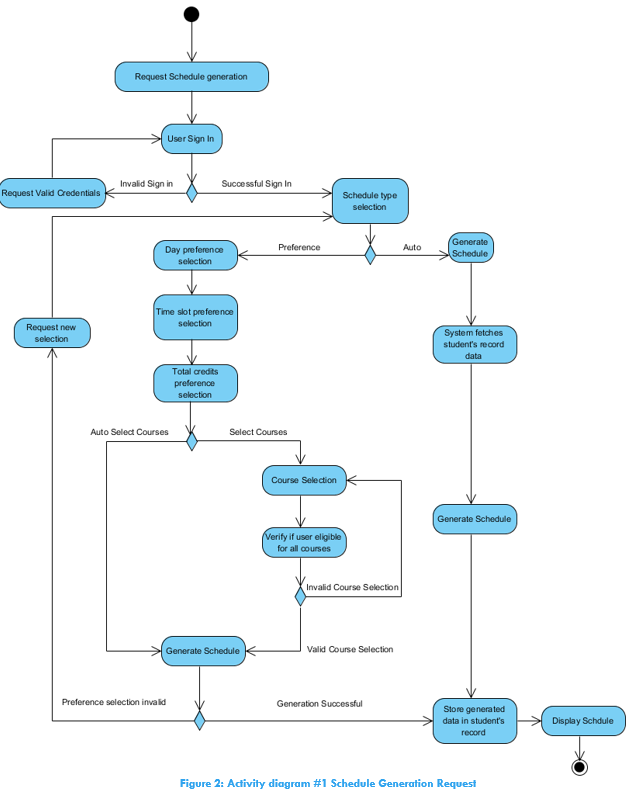 Request Schedule generation
User Sign In
Invalid Sign in
Successful Sign In
Request Valid Credentials
Schedule type
selection
Preference
Auto
Day preference
selection
Generate
Schedule
Time slot preference
selection
Request new
selection
System fetches
student's record
data
Total credits
preference
selection
Auto Select Courses
Select Courses
Course Selection
Generate Schedule
Verify if user eligible
for all courses
Invalid Course Selection
Generate Schedule
Valid Course Selection
Preference selection invalid
Generation Successful
Store generated
data in student's
record
Display Schdule
Figure 2: Activity diagram #1 Schedule Generation Request